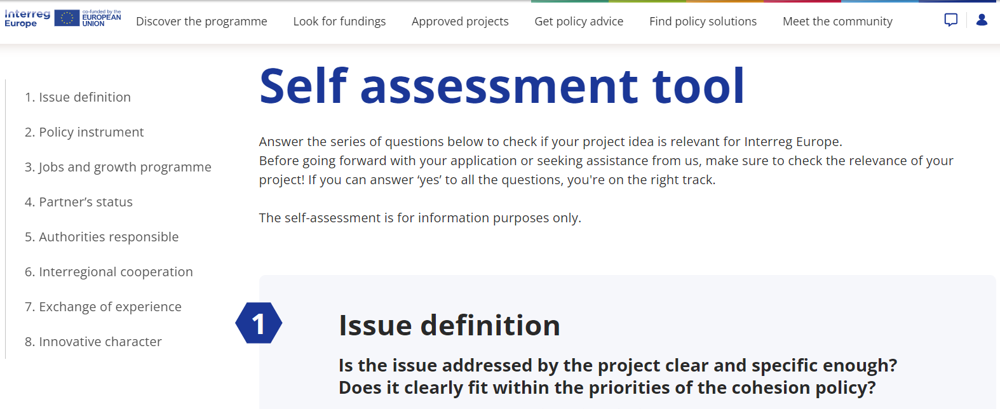 Interreg
Europe
co-funded by the
EUROPEAN
UNION
Discover the programme
Look for fundings
Approved projects
Get policy advice
Find policy solutions
Meet the community
1. Issue definition
2. Policy instrument
3. Jobs and growth programme
4. Partner’s status
5. Authorities responsible
6. Interregional cooperation
7. Exchange of experience
8. Innovative character
Self assessment tool
Answer the series of questions below to check if your project idea is relevant for Interreg Europe.
Before going forward with your application or seeking assistance from us, make sure to check the relevance of your
project! If you can answer ‘yes’ to all the questions, you're on the right track.
The self-assessment is for information purposes only.
1
Issue definition
Is the issue addressed by the project clear and specific enough?
Does it clearly fit within the priorities of the cohesion policy?